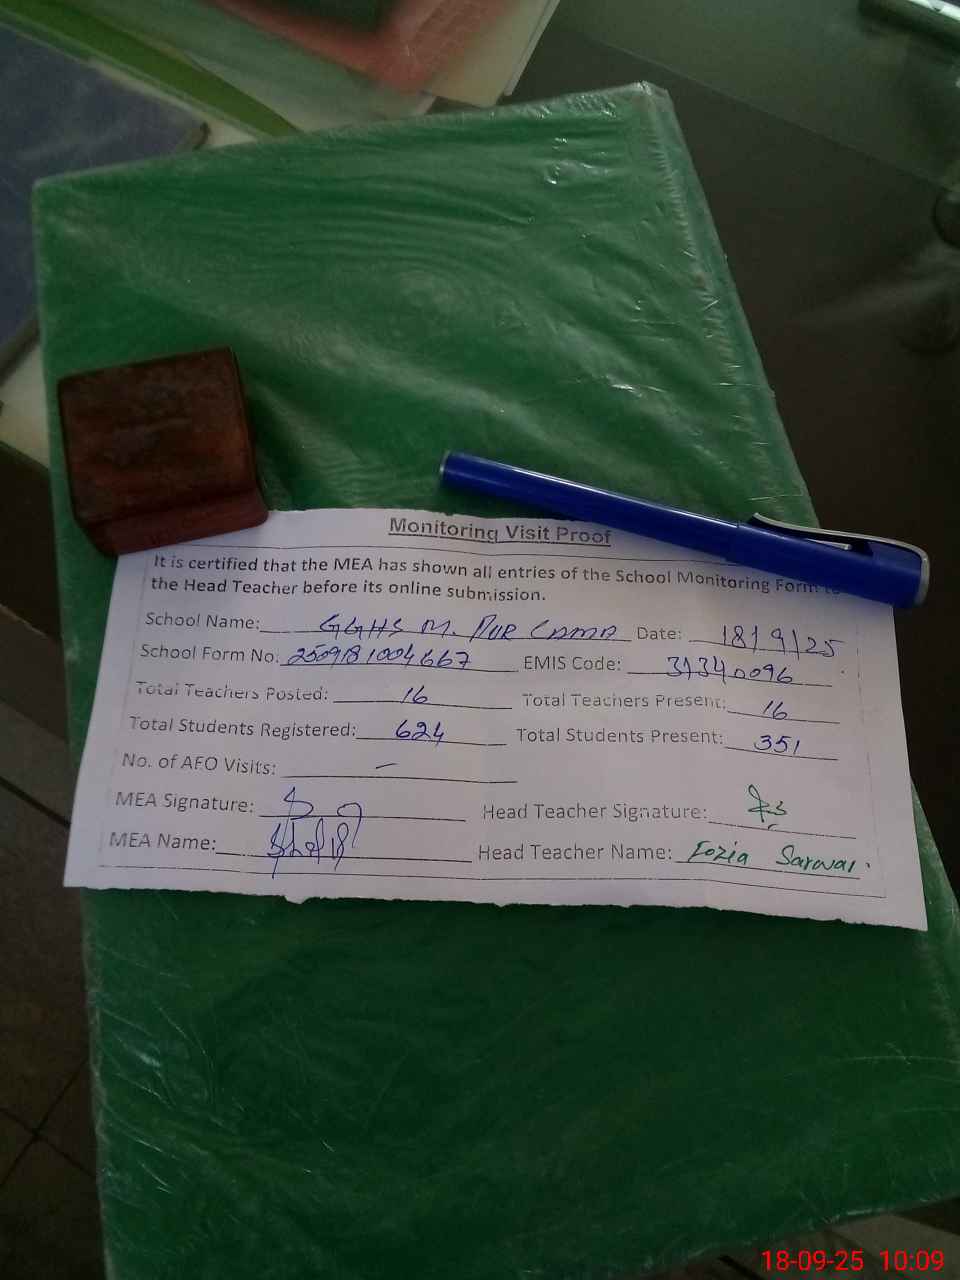 Monitoring Visit Proof
It is certified that the MEA has shown all entries of the School Monitoring Form to
the Head Teacher before its online submission.
School Name: GGHS M. PUR Date: 18/9/25
School Form No. 2509181004667 EMIS Code: 31340096
Total Teachers Posted: 16 Total Teachers Present: 16
Total Students Registered: 624 Total Students Present: 351
No. of AFO Visits: –
MEA Signature: Head Teacher Signature:
MEA Name: Head Teacher Name: Fozia Sarwar.
18-09-25 10:09